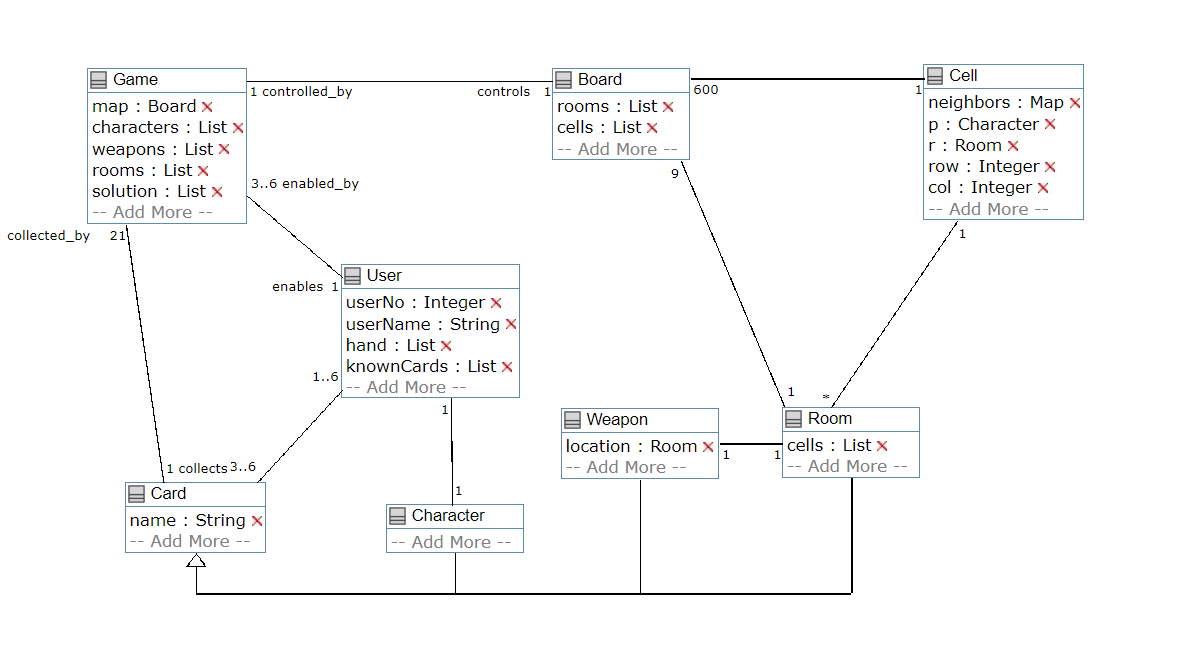 Game
map : Board
characters : List
weapons : List
rooms : List
solution : List
-- Add More --
1 controlled_by
controls 1
Board
rooms : List
cells : List
-- Add More --
600
1
Cell
neighbors : Map
p : Character
r : Room
row : Integer
col : Integer
-- Add More --
3..6 enabled_by
9
collected_by 21
1
enables 1
User
userNo : Integer
userName : String
hand : List
knownCards : List
-- Add More --
1..6
1
1
*
Weapon
location : Room
-- Add More --
1
1
Room
cells : List
-- Add More --
1 collects
3..6
1
Card
name : String
-- Add More --
Character
-- Add More --